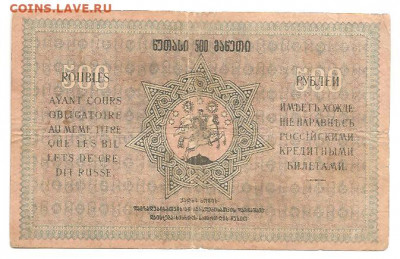 COINS.LAVE.RU
ხუთასი 500 მანეთი
500
ROUBLES
AYANT COURS
OBLIGATOIRE
AU MEME TITRE
QUE LES BIL
LETS DE CRE
DIT RUSSE
500
РУБЛЕЙ
ИМѢЕТЪ ХОЖДЕ
НІЕ НАРАВНѢ СЪ
РОССІЙСКИМИ
КРЕДИТНЫМИ
БИЛЕТАМИ.